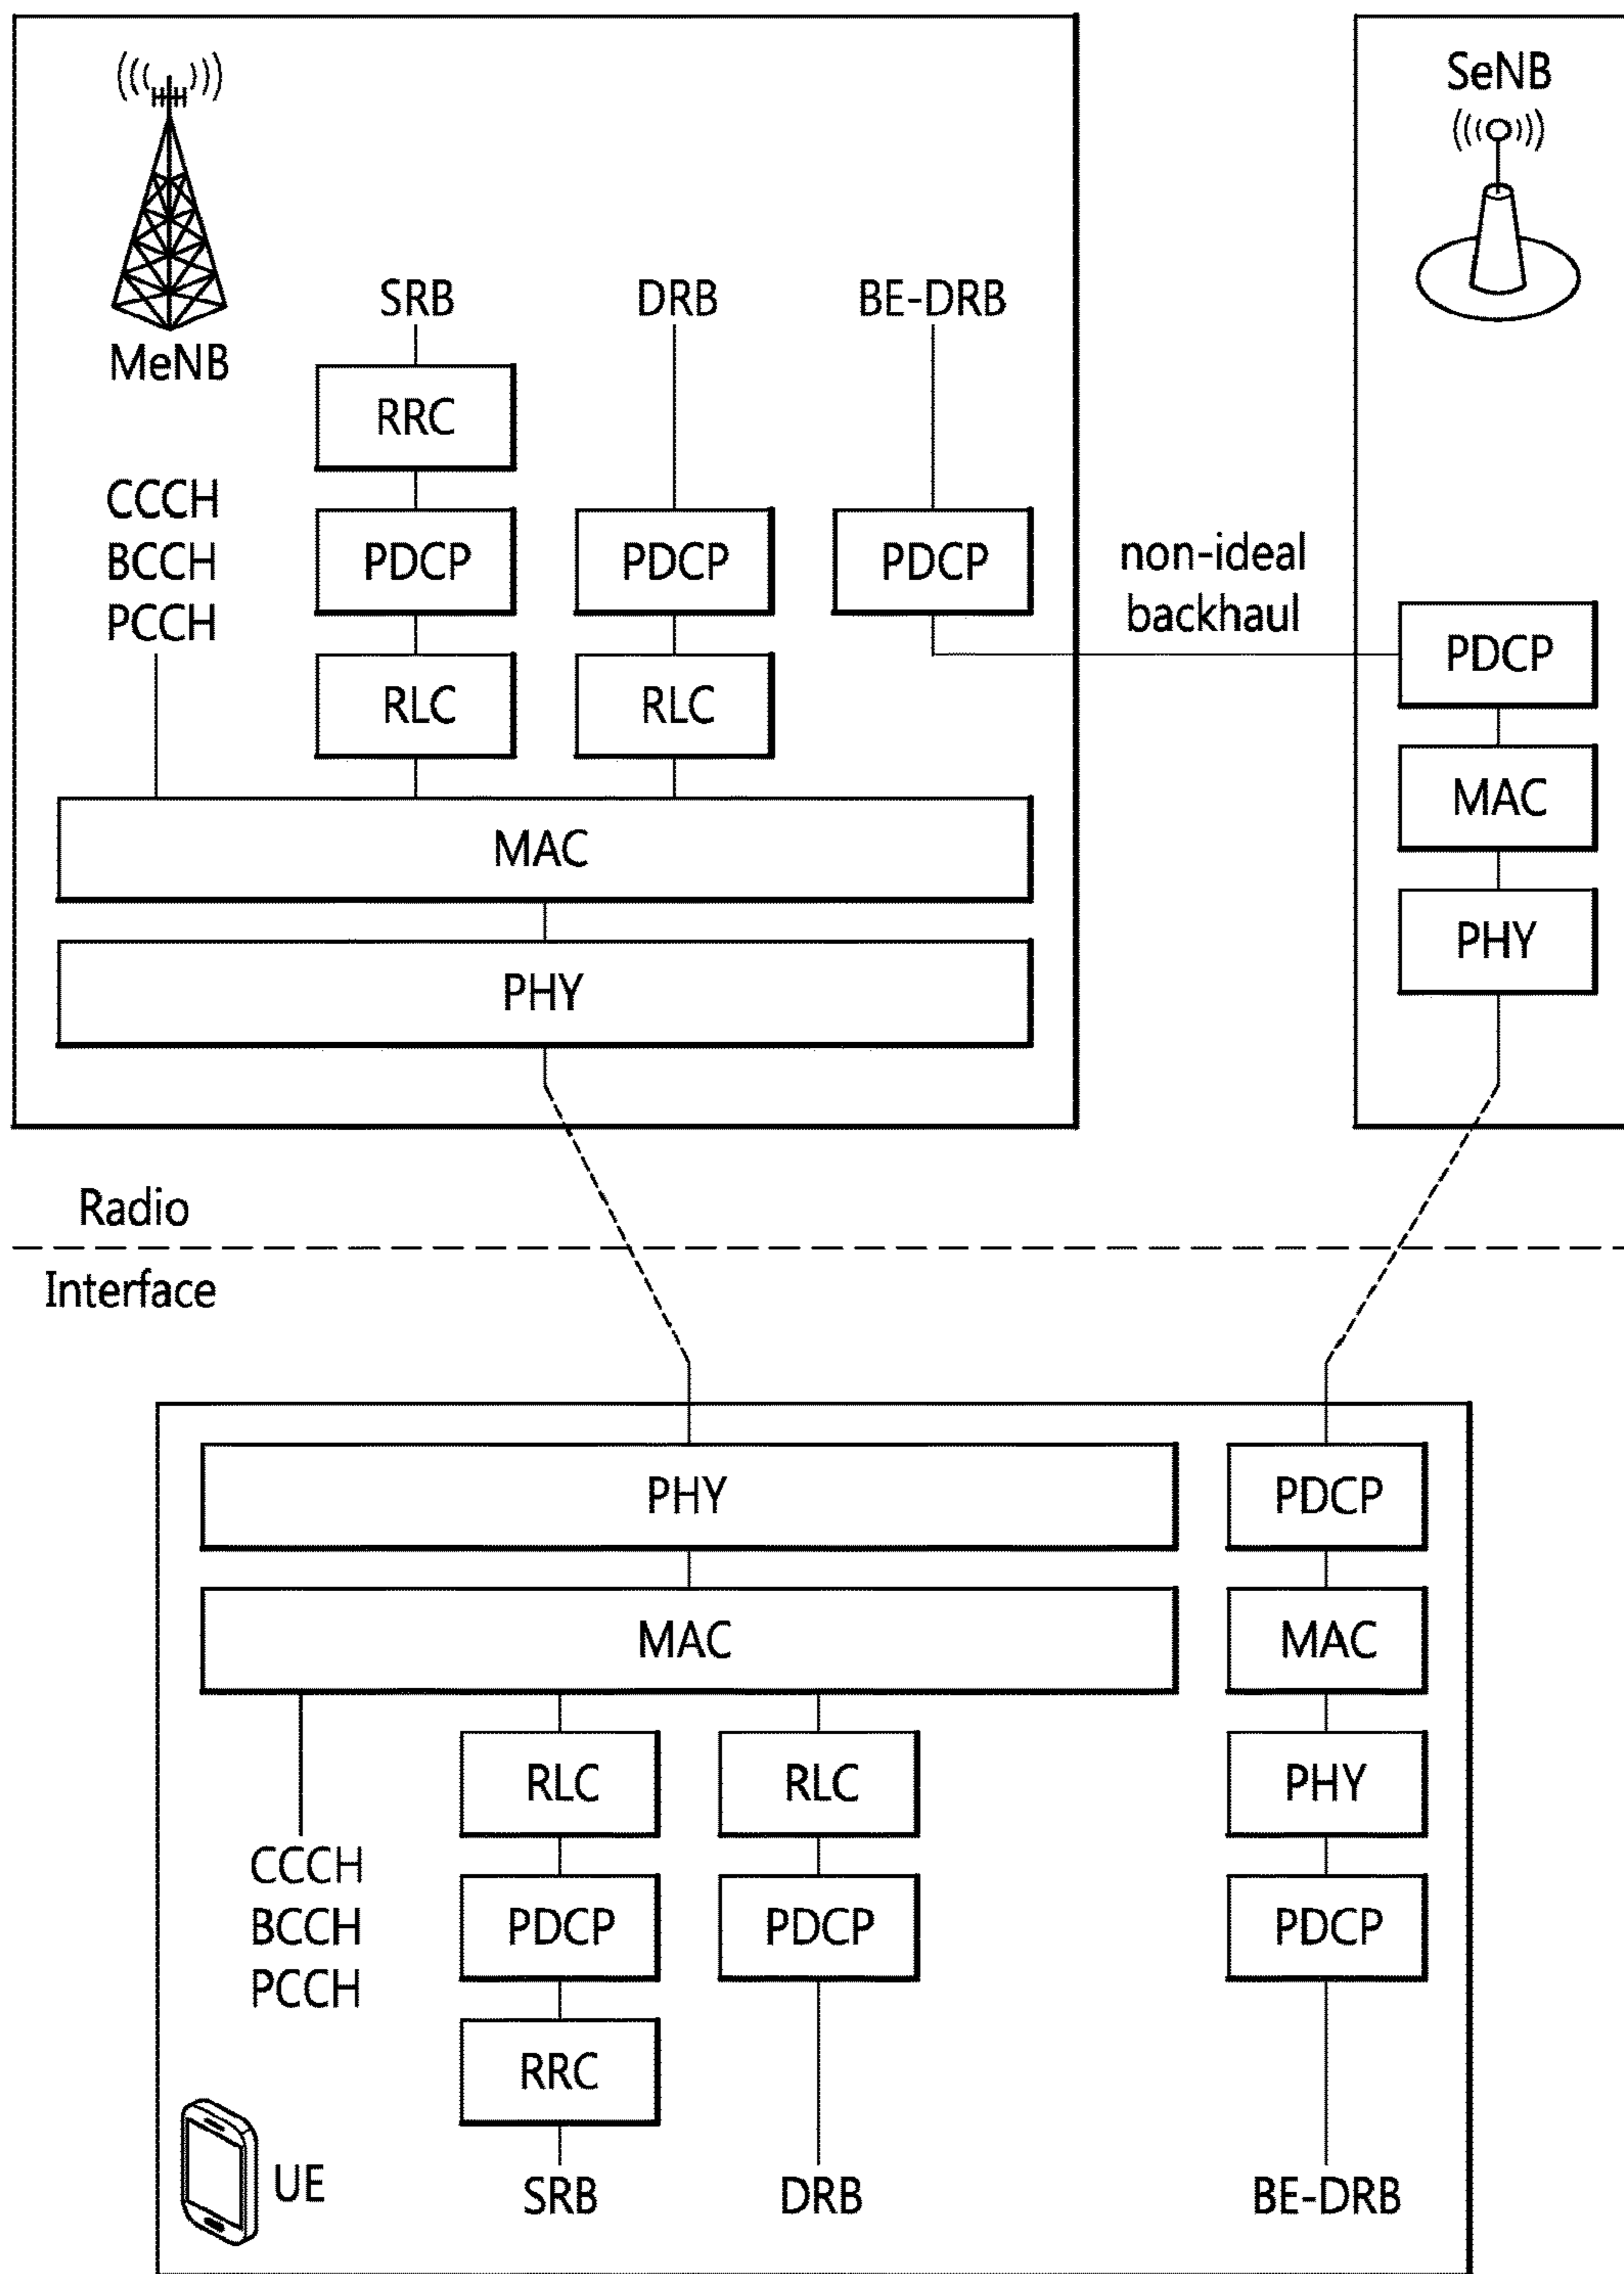 SeNB
SRB
DRB
BE-DRB
MeNB
RRC
CCCH
BCCH
PCCH
PDCP
PDCP
PDCP
non-ideal
backhaul
PDCP
RLC
RLC
MAC
MAC
PHY
PHY
Radio
Interface
PHY
PDCP
MAC
MAC
RLC
RLC
PHY
CCCH
BCCH
PCCH
PDCP
PDCP
PDCP
RRC
UE
SRB
DRB
BE-DRB